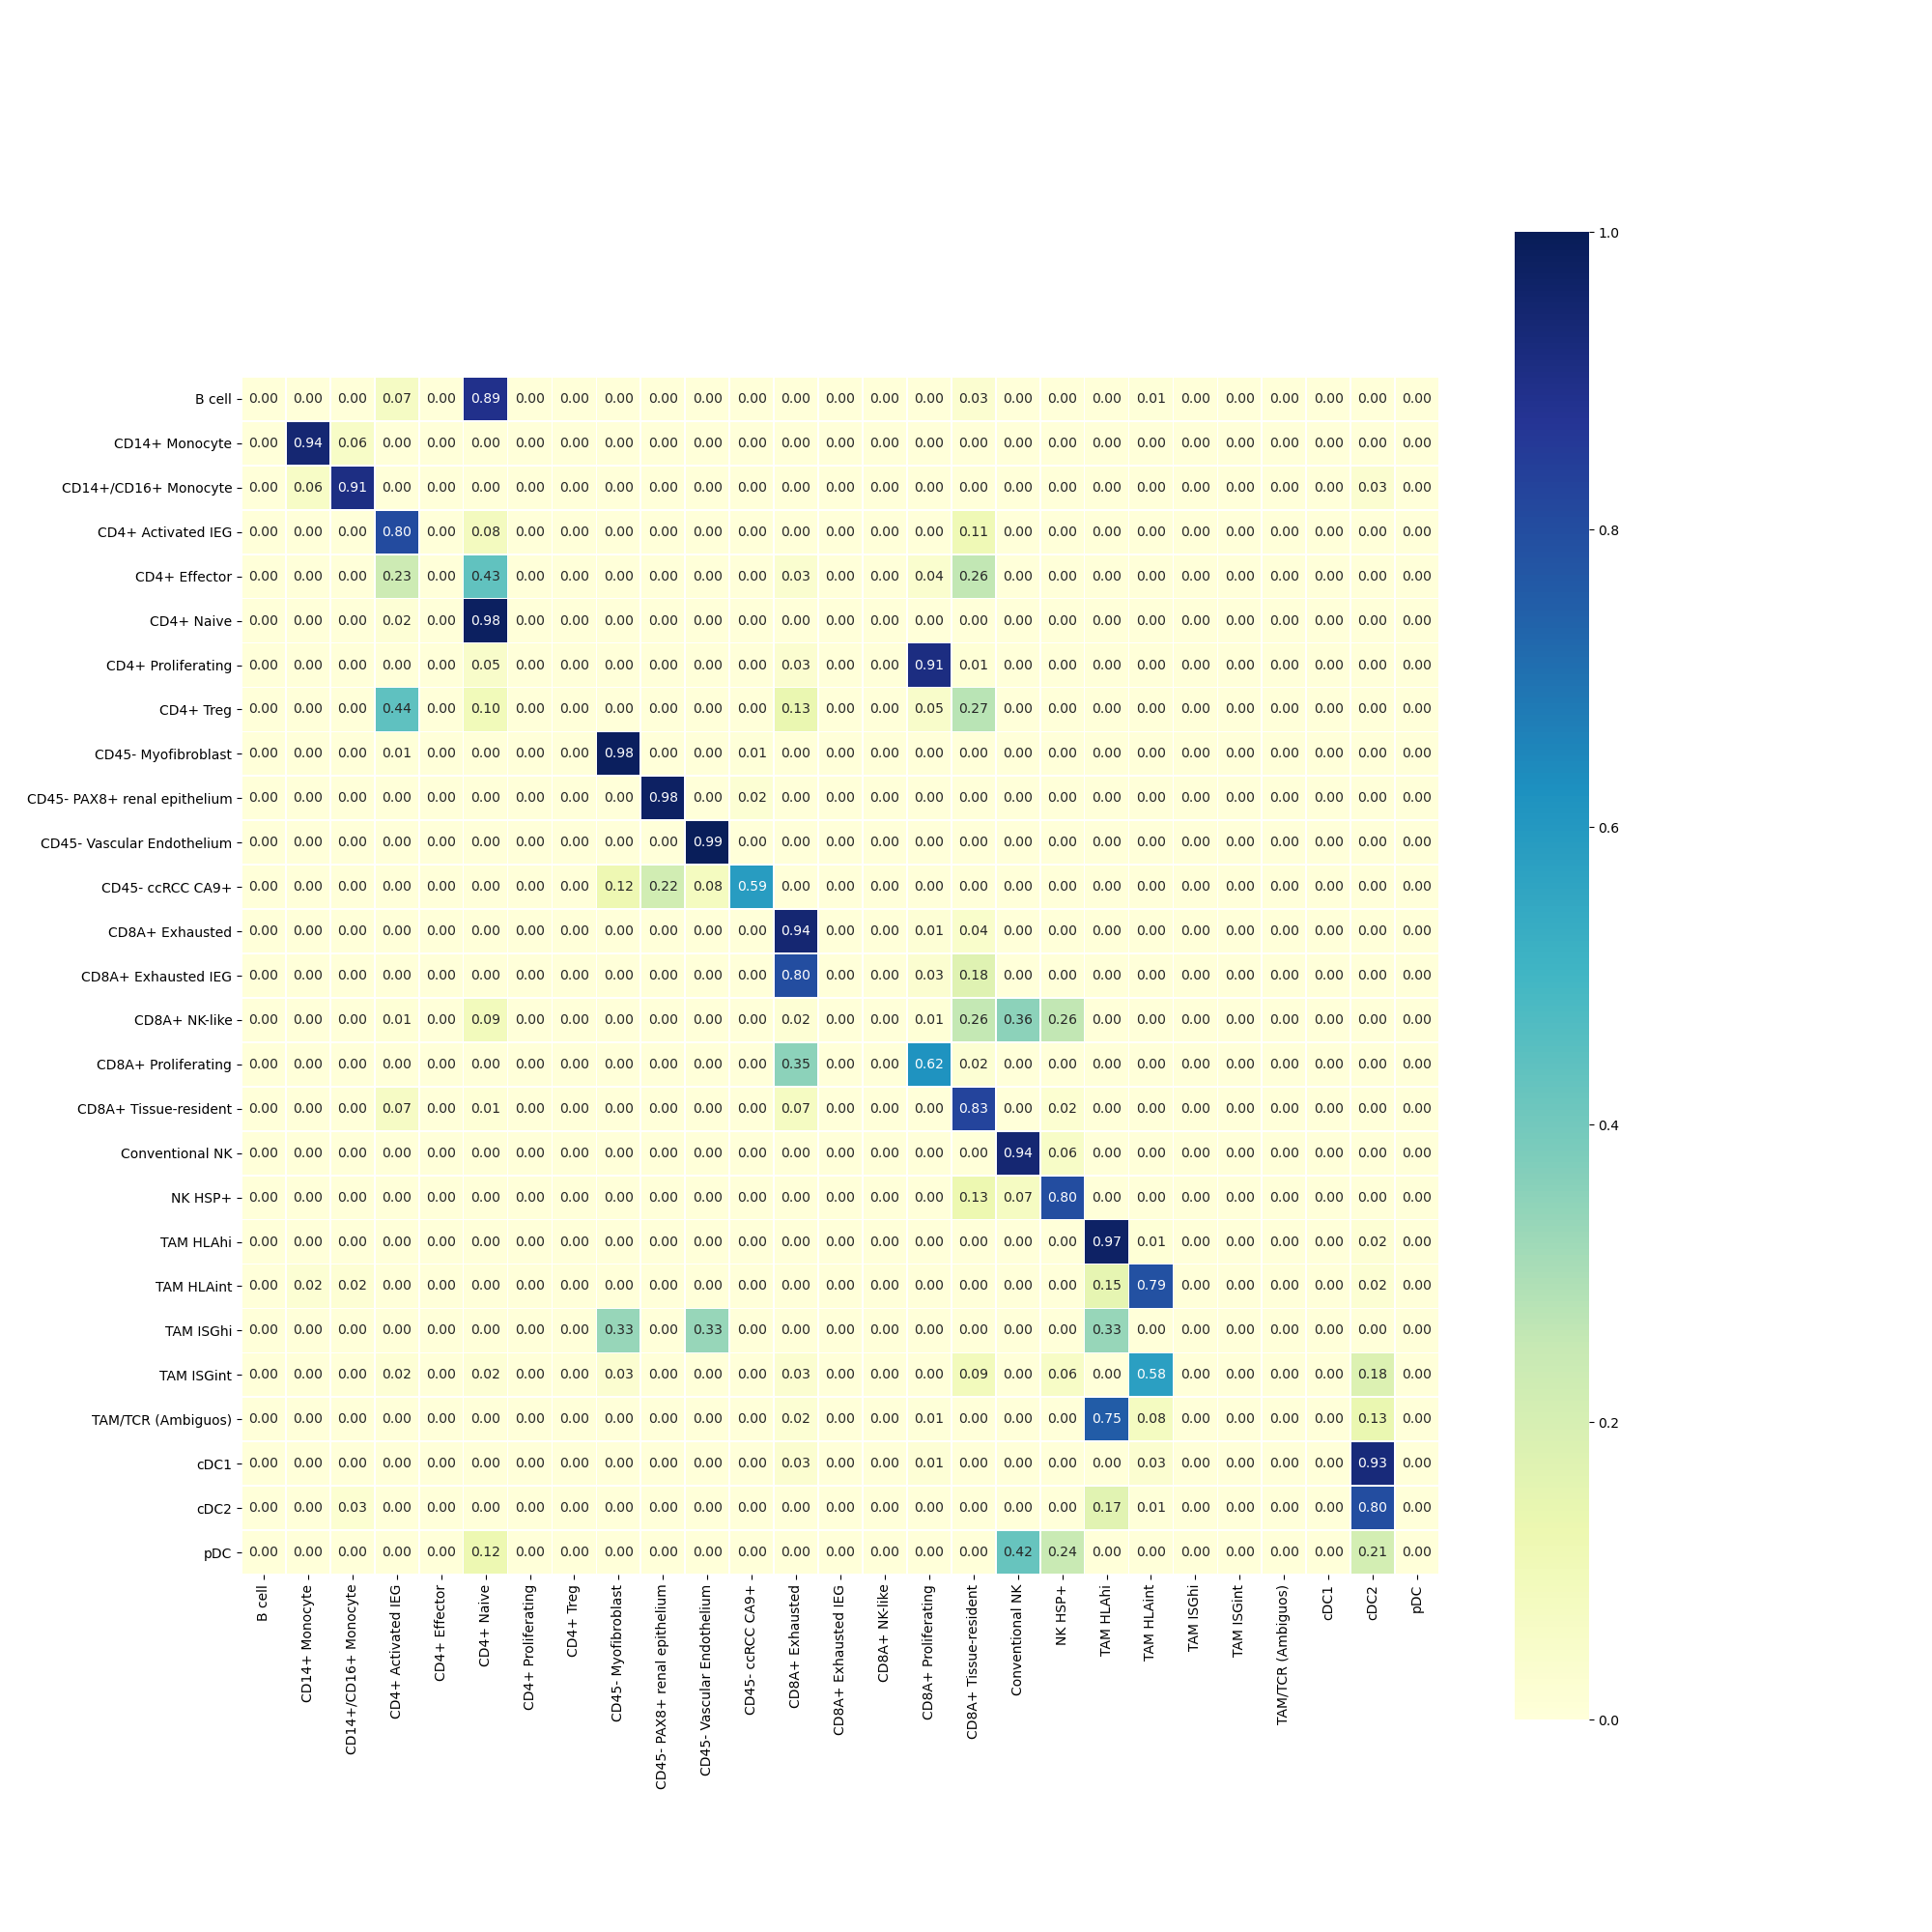 1.0
0.8
0.6
0.4
0.2
0.0
B cell 0.00 0.00 0.00 0.07 0.00 0.89 0.00 0.00 0.00 0.00 0.00 0.00 0.00 0.00 0.00 0.00 0.03 0.00 0.00 0.00 0.01 0.00 0.00 0.00 0.00 0.00 0.00
CD14+ Monocyte 0.00 0.94 0.06 0.00 0.00 0.00 0.00 0.00 0.00 0.00 0.00 0.00 0.00 0.00 0.00 0.00 0.00 0.00 0.00 0.00 0.00 0.00 0.00 0.00 0.00 0.00 0.00
CD14+/CD16+ Monocyte 0.00 0.06 0.91 0.00 0.00 0.00 0.00 0.00 0.00 0.00 0.00 0.00 0.00 0.00 0.00 0.00 0.00 0.00 0.00 0.00 0.00 0.00 0.00 0.00 0.00 0.03 0.00
CD4+ Activated IEG 0.00 0.00 0.00 0.80 0.00 0.08 0.00 0.00 0.00 0.00 0.00 0.00 0.00 0.00 0.00 0.00 0.11 0.00 0.00 0.00 0.00 0.00 0.00 0.00 0.00 0.00 0.00
CD4+ Effector 0.00 0.00 0.00 0.23 0.00 0.43 0.00 0.00 0.00 0.00 0.00 0.00 0.03 0.00 0.00 0.04 0.26 0.00 0.00 0.00 0.00 0.00 0.00 0.00 0.00 0.00 0.00
CD4+ Naive 0.00 0.00 0.00 0.02 0.00 0.98 0.00 0.00 0.00 0.00 0.00 0.00 0.00 0.00 0.00 0.00 0.00 0.00 0.00 0.00 0.00 0.00 0.00 0.00 0.00 0.00 0.00
CD4+ Proliferating 0.00 0.00 0.00 0.00 0.00 0.05 0.00 0.00 0.00 0.00 0.00 0.00 0.03 0.00 0.00 0.91 0.01 0.00 0.00 0.00 0.00 0.00 0.00 0.00 0.00 0.00 0.00
CD4+ Treg 0.00 0.00 0.00 0.44 0.00 0.10 0.00 0.00 0.00 0.00 0.00 0.00 0.13 0.00 0.00 0.05 0.27 0.00 0.00 0.00 0.00 0.00 0.00 0.00 0.00 0.00 0.00
CD45- Myofibroblast 0.00 0.00 0.00 0.01 0.00 0.00 0.00 0.00 0.98 0.00 0.00 0.01 0.00 0.00 0.00 0.00 0.00 0.00 0.00 0.00 0.00 0.00 0.00 0.00 0.00 0.00 0.00
CD45- PAX8+ renal epithelium 0.00 0.00 0.00 0.00 0.00 0.00 0.00 0.00 0.00 0.98 0.00 0.02 0.00 0.00 0.00 0.00 0.00 0.00 0.00 0.00 0.00 0.00 0.00 0.00 0.00 0.00 0.00
CD45- Vascular Endothelium 0.00 0.00 0.00 0.00 0.00 0.00 0.00 0.00 0.00 0.00 0.99 0.00 0.00 0.00 0.00 0.00 0.00 0.00 0.00 0.00 0.00 0.00 0.00 0.00 0.00 0.00 0.00
CD45- ccRCC CA9+ 0.00 0.00 0.00 0.00 0.00 0.00 0.00 0.00 0.12 0.22 0.08 0.59 0.00 0.00 0.00 0.00 0.00 0.00 0.00 0.00 0.00 0.00 0.00 0.00 0.00 0.00 0.00
CD8A+ Exhausted 0.00 0.00 0.00 0.00 0.00 0.00 0.00 0.00 0.00 0.00 0.00 0.00 0.94 0.00 0.00 0.01 0.04 0.00 0.00 0.00 0.00 0.00 0.00 0.00 0.00 0.00 0.00
CD8A+ Exhausted IEG 0.00 0.00 0.00 0.00 0.00 0.00 0.00 0.00 0.00 0.00 0.00 0.00 0.80 0.00 0.00 0.03 0.18 0.00 0.00 0.00 0.00 0.00 0.00 0.00 0.00 0.00 0.00
CD8A+ NK-like 0.00 0.00 0.00 0.01 0.00 0.09 0.00 0.00 0.00 0.00 0.00 0.00 0.02 0.00 0.00 0.01 0.26 0.36 0.26 0.00 0.00 0.00 0.00 0.00 0.00 0.00 0.00
CD8A+ Proliferating 0.00 0.00 0.00 0.00 0.00 0.00 0.00 0.00 0.00 0.00 0.00 0.00 0.35 0.00 0.00 0.62 0.02 0.00 0.00 0.00 0.00 0.00 0.00 0.00 0.00 0.00 0.00
CD8A+ Tissue-resident 0.00 0.00 0.00 0.07 0.00 0.01 0.00 0.00 0.00 0.00 0.00 0.00 0.07 0.00 0.00 0.00 0.83 0.00 0.02 0.00 0.00 0.00 0.00 0.00 0.00 0.00 0.00
Conventional NK 0.00 0.00 0.00 0.00 0.00 0.00 0.00 0.00 0.00 0.00 0.00 0.00 0.00 0.00 0.00 0.00 0.00 0.94 0.06 0.00 0.00 0.00 0.00 0.00 0.00 0.00 0.00
NK HSP+ 0.00 0.00 0.00 0.00 0.00 0.00 0.00 0.00 0.00 0.00 0.00 0.00 0.00 0.00 0.00 0.00 0.13 0.07 0.80 0.00 0.00 0.00 0.00 0.00 0.00 0.00 0.00
TAM HLAhi 0.00 0.00 0.00 0.00 0.00 0.00 0.00 0.00 0.00 0.00 0.00 0.00 0.00 0.00 0.00 0.00 0.00 0.00 0.00 0.97 0.01 0.00 0.00 0.00 0.00 0.02 0.00
TAM HLAint 0.00 0.02 0.02 0.00 0.00 0.00 0.00 0.00 0.00 0.00 0.00 0.00 0.00 0.00 0.00 0.00 0.00 0.00 0.00 0.15 0.79 0.00 0.00 0.00 0.00 0.02 0.00
TAM ISGhi 0.00 0.00 0.00 0.00 0.00 0.00 0.00 0.00 0.33 0.00 0.33 0.00 0.00 0.00 0.00 0.00 0.00 0.00 0.00 0.33 0.00 0.00 0.00 0.00 0.00 0.00 0.00
TAM ISGint 0.00 0.00 0.00 0.02 0.00 0.02 0.00 0.00 0.03 0.00 0.00 0.00 0.03 0.00 0.00 0.00 0.09 0.00 0.06 0.00 0.58 0.00 0.00 0.00 0.00 0.18 0.00
TAM/TCR (Ambiguos) 0.00 0.00 0.00 0.00 0.00 0.00 0.00 0.00 0.00 0.00 0.00 0.00 0.02 0.00 0.00 0.01 0.00 0.00 0.00 0.75 0.08 0.00 0.00 0.00 0.00 0.13 0.00
cDC1 0.00 0.00 0.00 0.00 0.00 0.00 0.00 0.00 0.00 0.00 0.00 0.00 0.03 0.00 0.00 0.01 0.00 0.00 0.00 0.00 0.03 0.00 0.00 0.00 0.00 0.93 0.00
cDC2 0.00 0.00 0.03 0.00 0.00 0.00 0.00 0.00 0.00 0.00 0.00 0.00 0.00 0.00 0.00 0.00 0.00 0.00 0.00 0.17 0.01 0.00 0.00 0.00 0.00 0.80 0.00
pDC 0.00 0.00 0.00 0.00 0.00 0.12 0.00 0.00 0.00 0.00 0.00 0.00 0.00 0.00 0.00 0.00 0.00 0.42 0.24 0.00 0.00 0.00 0.00 0.00 0.00 0.21 0.00
B cell
CD14+ Monocyte
CD14+/CD16+ Monocyte
CD4+ Activated IEG
CD4+ Effector
CD4+ Naive
CD4+ Proliferating
CD4+ Treg
CD45- Myofibroblast
CD45- PAX8+ renal epithelium
CD45- Vascular Endothelium
CD45- ccRCC CA9+
CD8A+ Exhausted
CD8A+ Exhausted IEG
CD8A+ NK-like
CD8A+ Proliferating
CD8A+ Tissue-resident
Conventional NK
NK HSP+
TAM HLAhi
TAM HLAint
TAM ISGhi
TAM ISGint
TAM/TCR (Ambiguos)
cDC1
cDC2
pDC